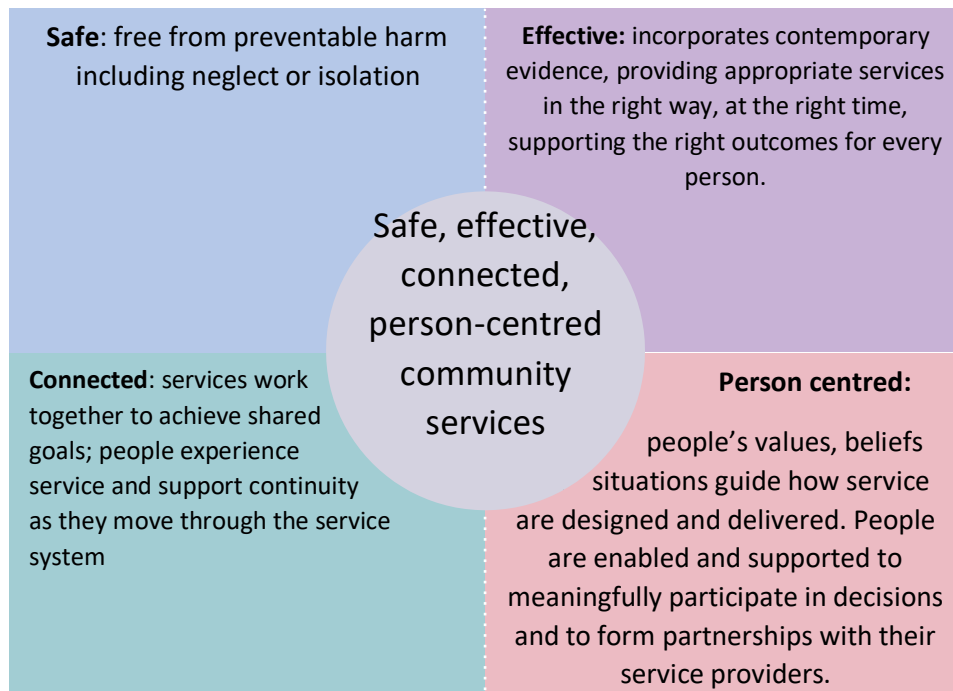 Safe: free from preventable harm
including neglect or isolation
Effective: incorporates contemporary
evidence, providing appropriate services
in the right way, at the right time,
supporting the right outcomes for every
person.
Safe, effective,
connected,
person-centred
community
services
Connected: services work
together to achieve shared
goals; people experience
service and support continuity
as they move through the service
system
Person centred:
people’s values, beliefs
situations guide how service
are designed and delivered. People
are enabled and supported to
meaningfully participate in decisions
and to form partnerships with their
service providers.